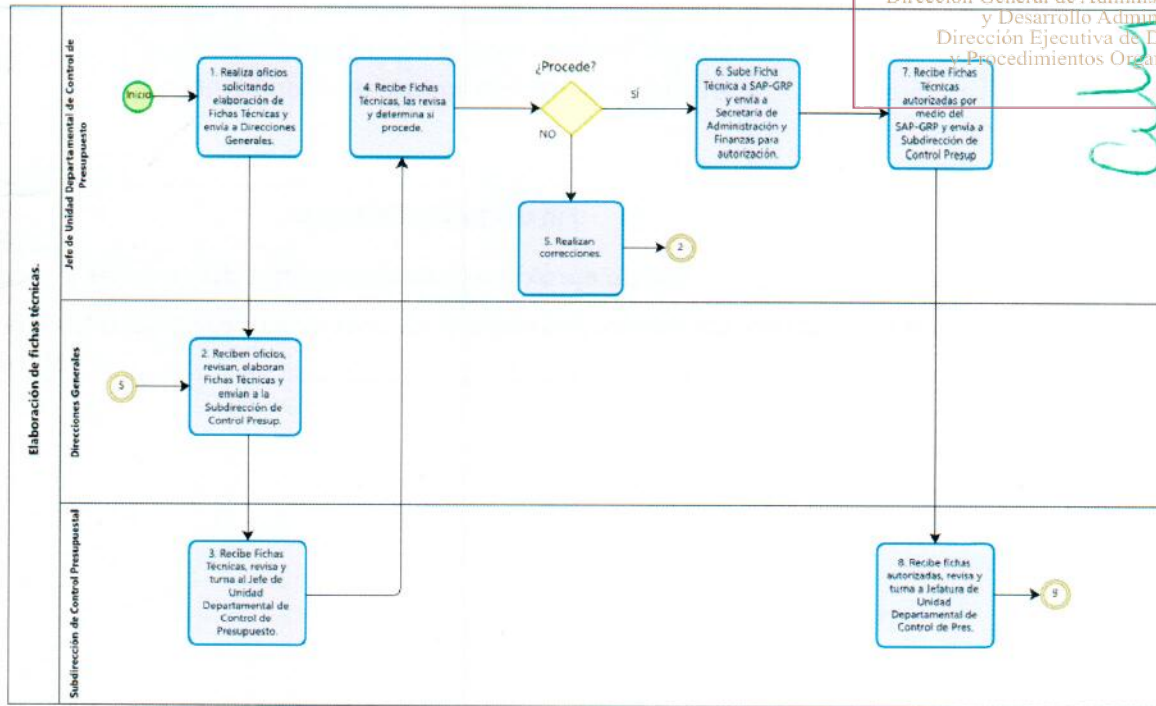 Dirección General de Adminis
y Desarrollo Admin
Dirección Ejecutiva de D
y Procedimientos Orga
Elaboración de fichas técnicas.
Jefe de Unidad Departamental de Control de
Presupuesto
Inicio
1. Realiza oficios
solicitando
elaboración de
Fichas Técnicas y
envía a Direcciones
Generales.
4. Recibe Fichas
Técnicas, las revisa
y determina si
procede.
¿Procede?
SÍ
NO
5. Realizan
correcciones.
2
6. Sube Ficha
Técnica a SAP-GRP
y envía a
Secretaría de
Administración y
Finanzas para
autorización.
7. Recibe Fichas
Técnicas
autorizadas por
medio del
SAP-GRP y envía a
Subdirección de
Control Presup
Direcciones Generales
5
2. Reciben oficios,
revisan, elaboran
Fichas Técnicas y
envían a la
Subdirección de
Control Presup.
Subdirección de Control Presupuestal
3. Recibe Fichas
Técnicas, revisa y
turna al Jefe de
Unidad
Departamental de
Control de
Presupuesto.
8. Recibe fichas
autorizadas, revisa y
turna a Jefatura de
Unidad
Departamental de
Control de Pres.
9